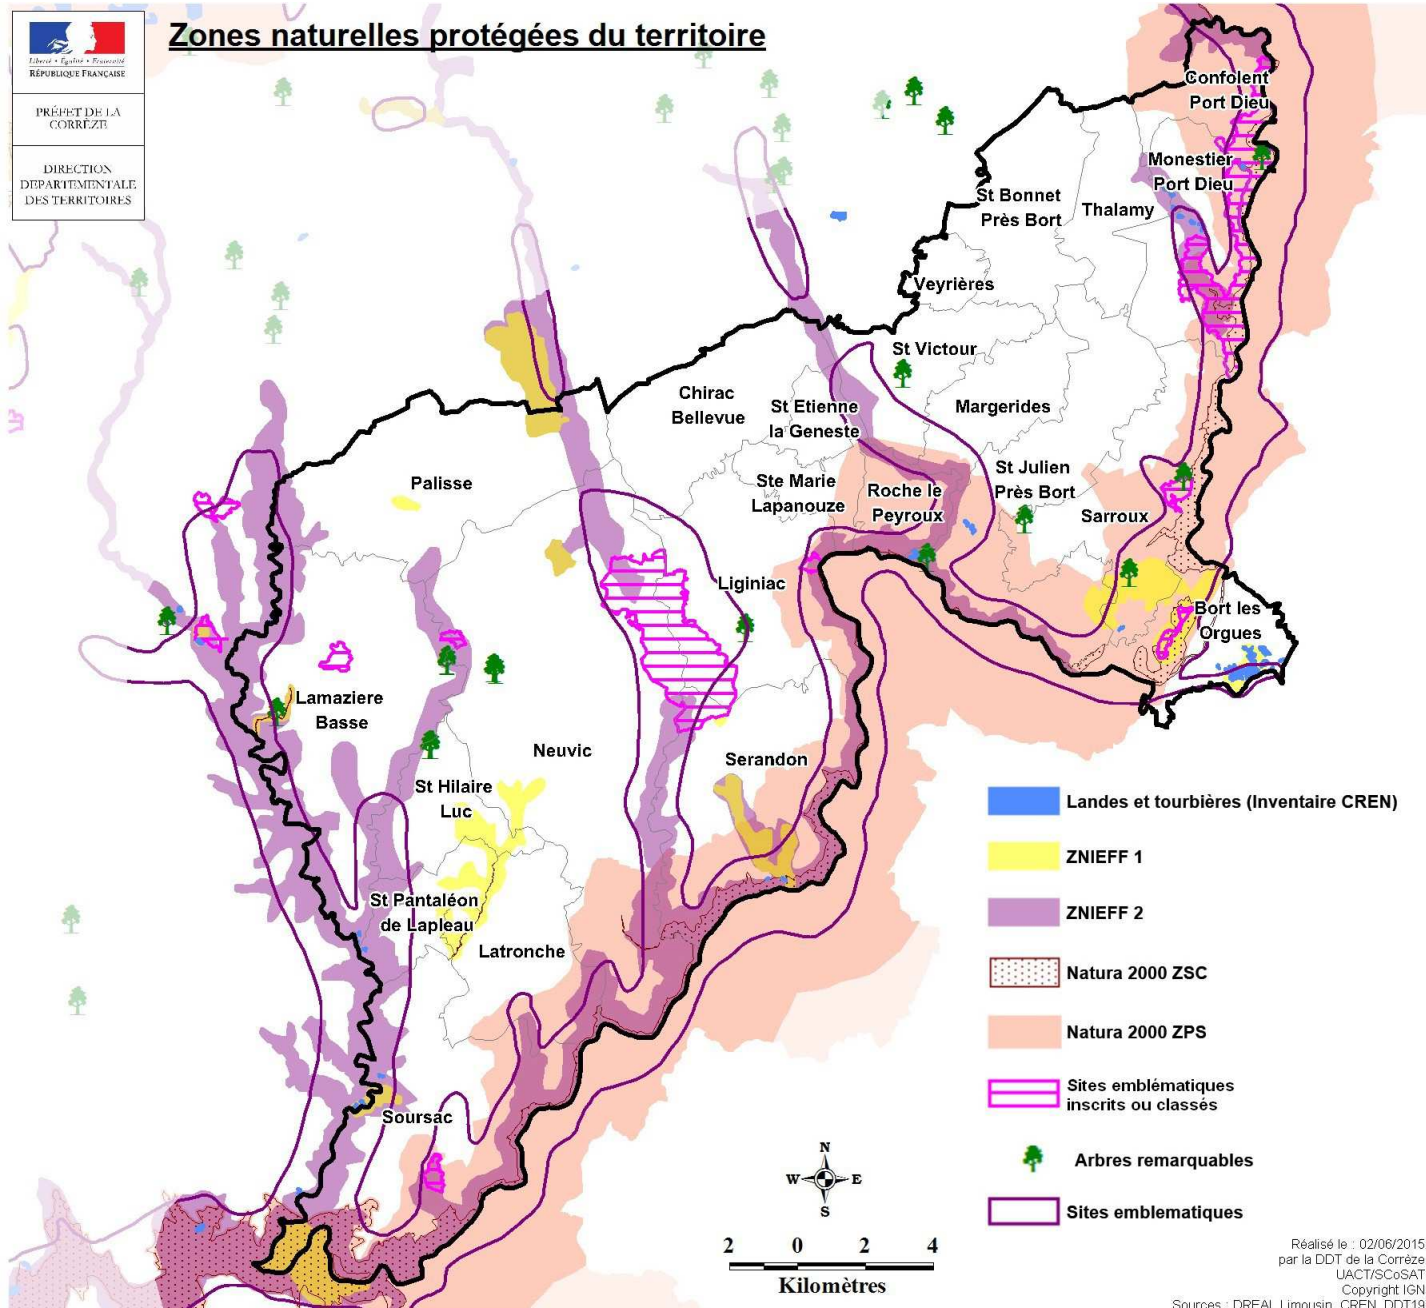 Zones naturelles protégées du territoire
Liberté • Égalité • Fraternité
RÉPUBLIQUE FRANÇAISE
PRÉFET DE LA
CORRÈZE
DIRECTION
DEPARTEMENTALE
DES TERRITOIRES
Confolent
Port Dieu
Monestier
Port Dieu
St Bonnet
Près Bort
Thalamy
Veyrières
St Victour
Chirac
Bellevue
St Etienne
la Geneste
Margerides
Palisse
Ste Marie
Lapanouze
Roche le
Peyroux
St Julien
Près Bort
Sarroux
Liginiac
Bort les
Orgues
Lamaziere
Basse
Neuvic
Serandon
St Hilaire
Luc
St Pantaléon
de Lapleau
Latronche
Soursac
Landes et tourbières (Inventaire CREN)
ZNIEFF 1
ZNIEFF 2
Natura 2000 ZSC
Natura 2000 ZPS
Sites emblématiques
inscrits ou classés
Arbres remarquables
Sites emblematiques
N
W E
S
2 0 2 4
Kilomètres
Réalisé le : 02/06/2015
par la DDT de la Corrèze
UACT/SCoSAT
Copyright IGN
Sources : DREAL Limousin, CREN, DDT19